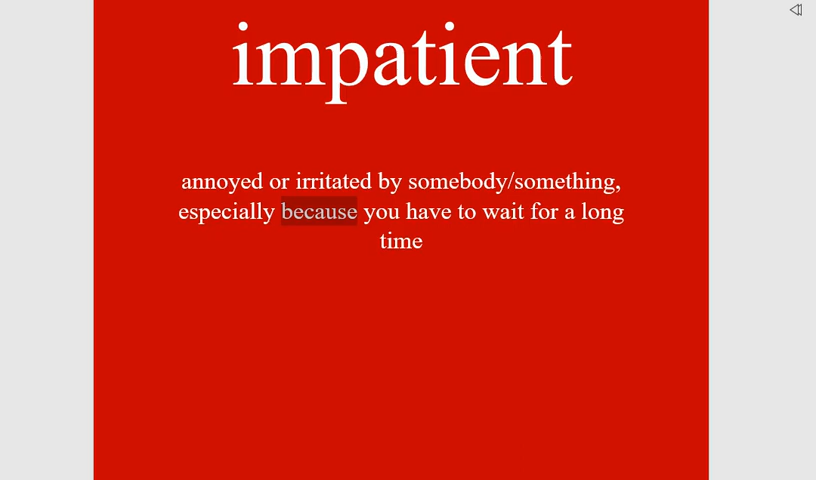 impatient
annoyed or irritated by somebody/something,
especially because you have to wait for a long
time